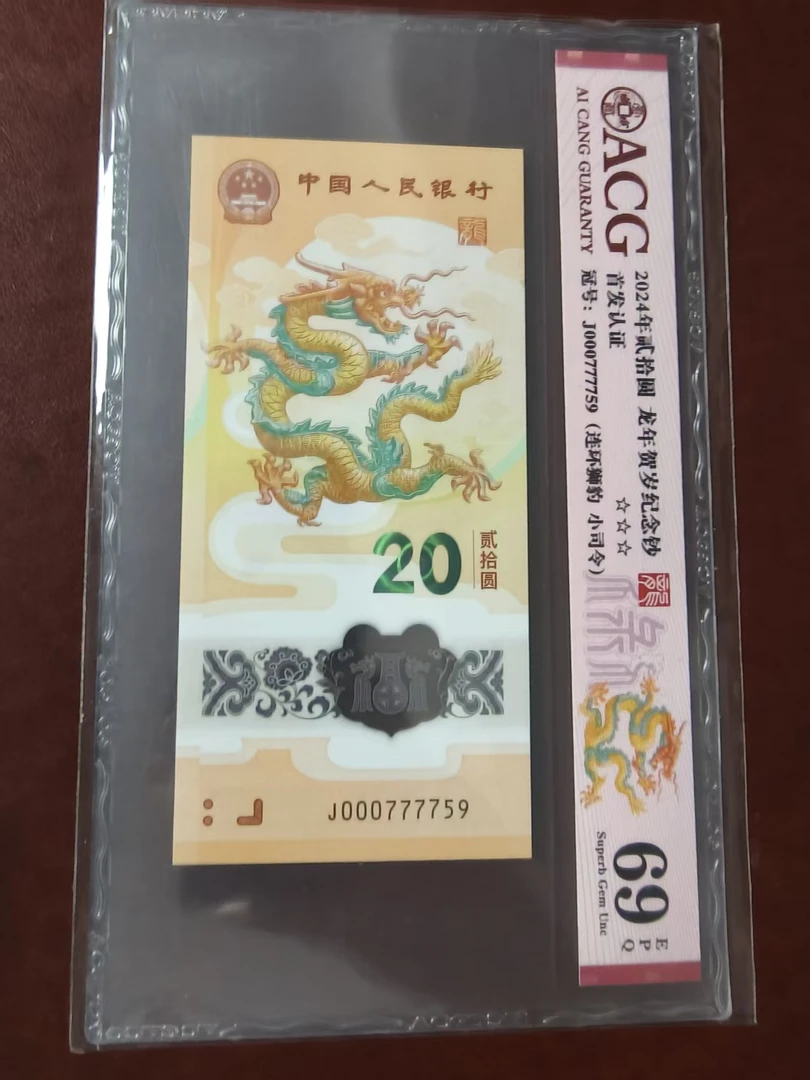 中国人民银行
龍
20
贰拾圆
福
J000777759
ACG
AI CANG GUARANTY
2024年贰拾圆 龙年贺岁纪念钞
首发认证 ☆☆☆
冠号：J000777759（连环狮豹 小司令）
69
EPQ
Superb Gem Unc